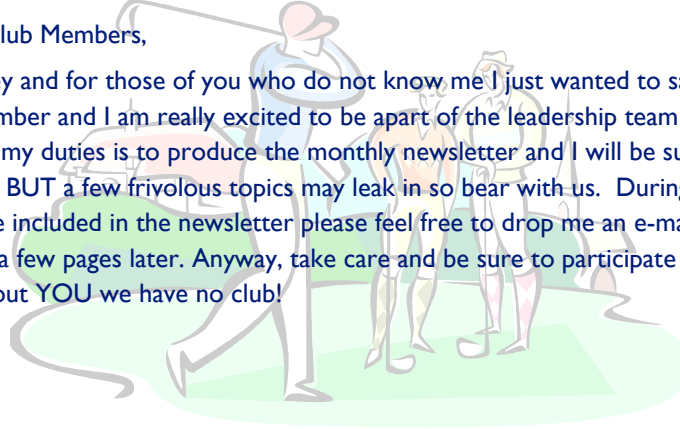 lub Members,
y and for those of you who do not know me I just wanted to sa
mber and I am really excited to be apart of the leadership team
my duties is to produce the monthly newsletter and I will be su
BUT a few frivolous topics may leak in so bear with us.  During
e included in the newsletter please feel free to drop me an e-ma
a few pages later. Anyway, take care and be sure to participate
out YOU we have no club!